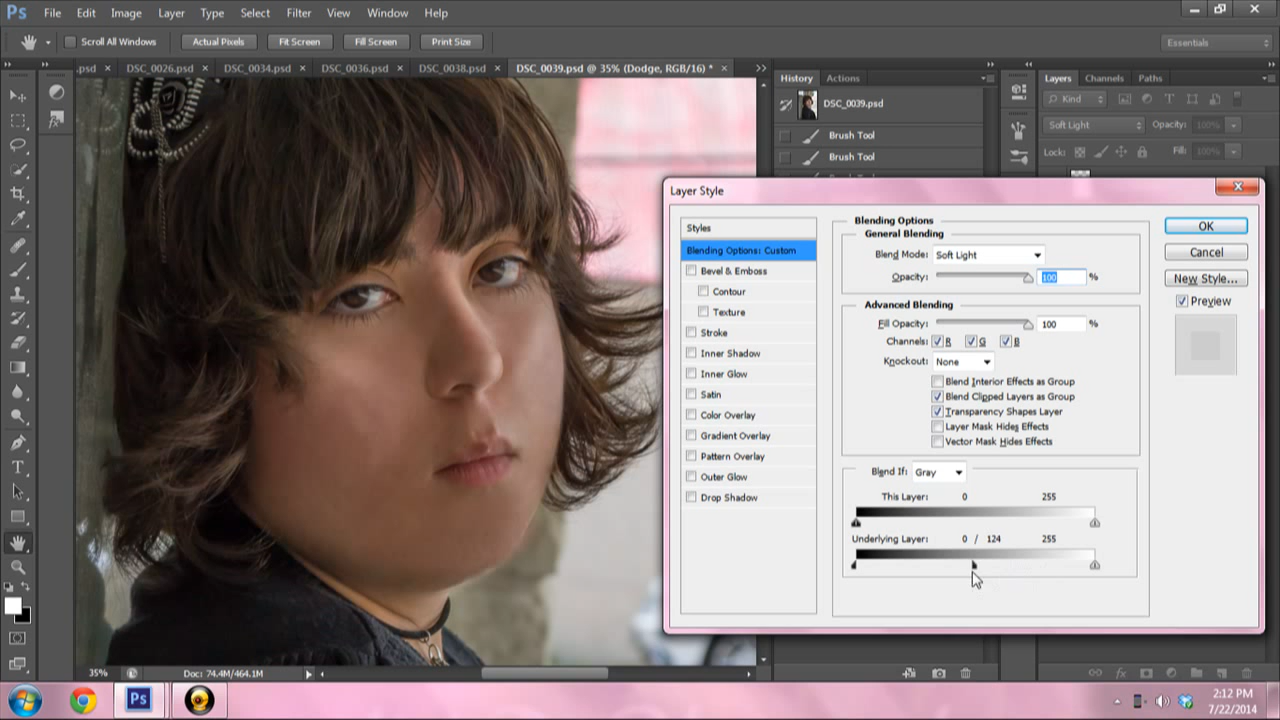 Ps File Edit Image Layer Type Select Filter View Window Help
Scroll All Windows Actual Pixels Fit Screen Fill Screen Print Size Essentials
.psd × DSC_0026.psd × DSC_0034.psd × DSC_0036.psd × DSC_0038.psd × DSC_0039.psd @ 35% (Dodge, RGB/16) * ×
History Actions
Layers Channels Paths
DSC_0039.psd
Kind
Brush Tool
Soft Light Opacity: 100%
Brush Tool
Lock: Fill: 100%
Layer Style
Styles
Blending Options: Custom
Bevel & Emboss
Contour
Texture
Stroke
Inner Shadow
Inner Glow
Satin
Color Overlay
Gradient Overlay
Pattern Overlay
Outer Glow
Drop Shadow
Blending Options
General Blending
Blend Mode: Soft Light
Opacity: 100 %
Advanced Blending
Fill Opacity: 100 %
Channels: R G B
Knockout: None
Blend Interior Effects as Group
Blend Clipped Layers as Group
Transparency Shapes Layer
Layer Mask Hides Effects
Vector Mask Hides Effects
Blend If: Gray
This Layer: 0 255
Underlying Layer: 0 / 124 255
OK
Cancel
New Style...
Preview
35% Doc: 74.4M/464.1M
Ps
2:12 PM
7/22/2014